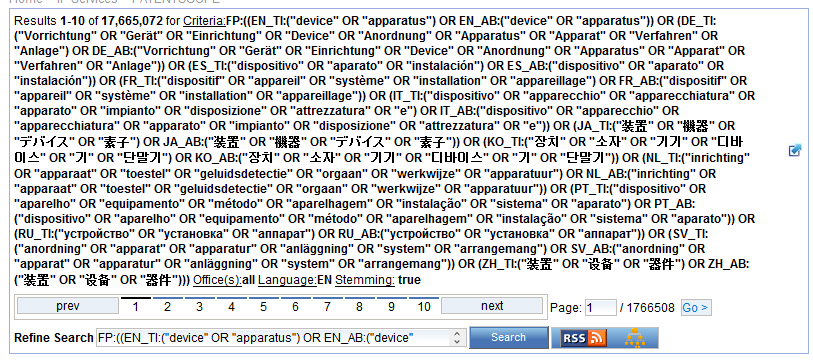 Home IP Services PATENTSCOPE
Results 1-10 of 17,665,072 for Criteria:FP:((EN_TI:("device" OR "apparatus") OR EN_AB:("device" OR "apparatus")) OR (DE_TI:
("Vorrichtung" OR "Gerät" OR "Einrichtung" OR "Device" OR "Anordnung" OR "Apparatus" OR "Apparat" OR "Verfahren" OR
"Anlage") OR DE_AB:("Vorrichtung" OR "Gerät" OR "Einrichtung" OR "Device" OR "Anordnung" OR "Apparatus" OR "Apparat" OR
"Verfahren" OR "Anlage")) OR (ES_TI:("dispositivo" OR "aparato" OR "instalación") OR ES_AB:("dispositivo" OR "aparato" OR
"instalación")) OR (FR_TI:("dispositif" OR "appareil" OR "système" OR "installation" OR "appareillage") OR FR_AB:("dispositif" OR
"appareil" OR "système" OR "installation" OR "appareillage")) OR (IT_TI:("dispositivo" OR "apparecchio" OR "apparecchiatura" OR
"apparato" OR "impianto" OR "disposizione" OR "attrezzatura" OR "e") OR IT_AB:("dispositivo" OR "apparecchio" OR
"apparecchiatura" OR "apparato" OR "impianto" OR "disposizione" OR "attrezzatura" OR "e")) OR (JA_TI:("装置" OR "機器" OR
"デバイス" OR "素子") OR JA_AB:("装置" OR "機器" OR "デバイス" OR "素子")) OR (KO_TI:("장치" OR "소자" OR "기기" OR "디바
이스" OR "기" OR "단말기") OR KO_AB:("장치" OR "소자" OR "기기" OR "디바이스" OR "기" OR "단말기")) OR (NL_TI:("inrichting"
OR "apparaat" OR "toestel" OR "geluidsdetectie" OR "orgaan" OR "werkwijze" OR "apparatuur") OR NL_AB:("inrichting" OR
"apparaat" OR "toestel" OR "geluidsdetectie" OR "orgaan" OR "werkwijze" OR "apparatuur")) OR (PT_TI:("dispositivo" OR
"aparelho" OR "equipamento" OR "método" OR "aparelhagem" OR "instalação" OR "sistema" OR "aparato") OR PT_AB:
("dispositivo" OR "aparelho" OR "equipamento" OR "método" OR "aparelhagem" OR "instalação" OR "sistema" OR "aparato")) OR
(RU_TI:("устройство" OR "установка" OR "аппарат") OR RU_AB:("устройство" OR "установка" OR "аппарат")) OR (SV_TI:
("anordning" OR "apparat" OR "apparatur" OR "anläggning" OR "system" OR "arrangemang") OR SV_AB:("anordning" OR
"apparat" OR "apparatur" OR "anläggning" OR "system" OR "arrangemang")) OR (ZH_TI:("装置" OR "设备" OR "器件") OR ZH_AB:
("装置" OR "设备" OR "器件"))) Office(s):all Language:EN Stemming: true
prev 1 2 3 4 5 6 7 8 9 10 next Page: 1 / 1766508 Go >
Refine Search FP:((EN_TI:("device" OR "apparatus") OR EN_AB:("device" Search RSS